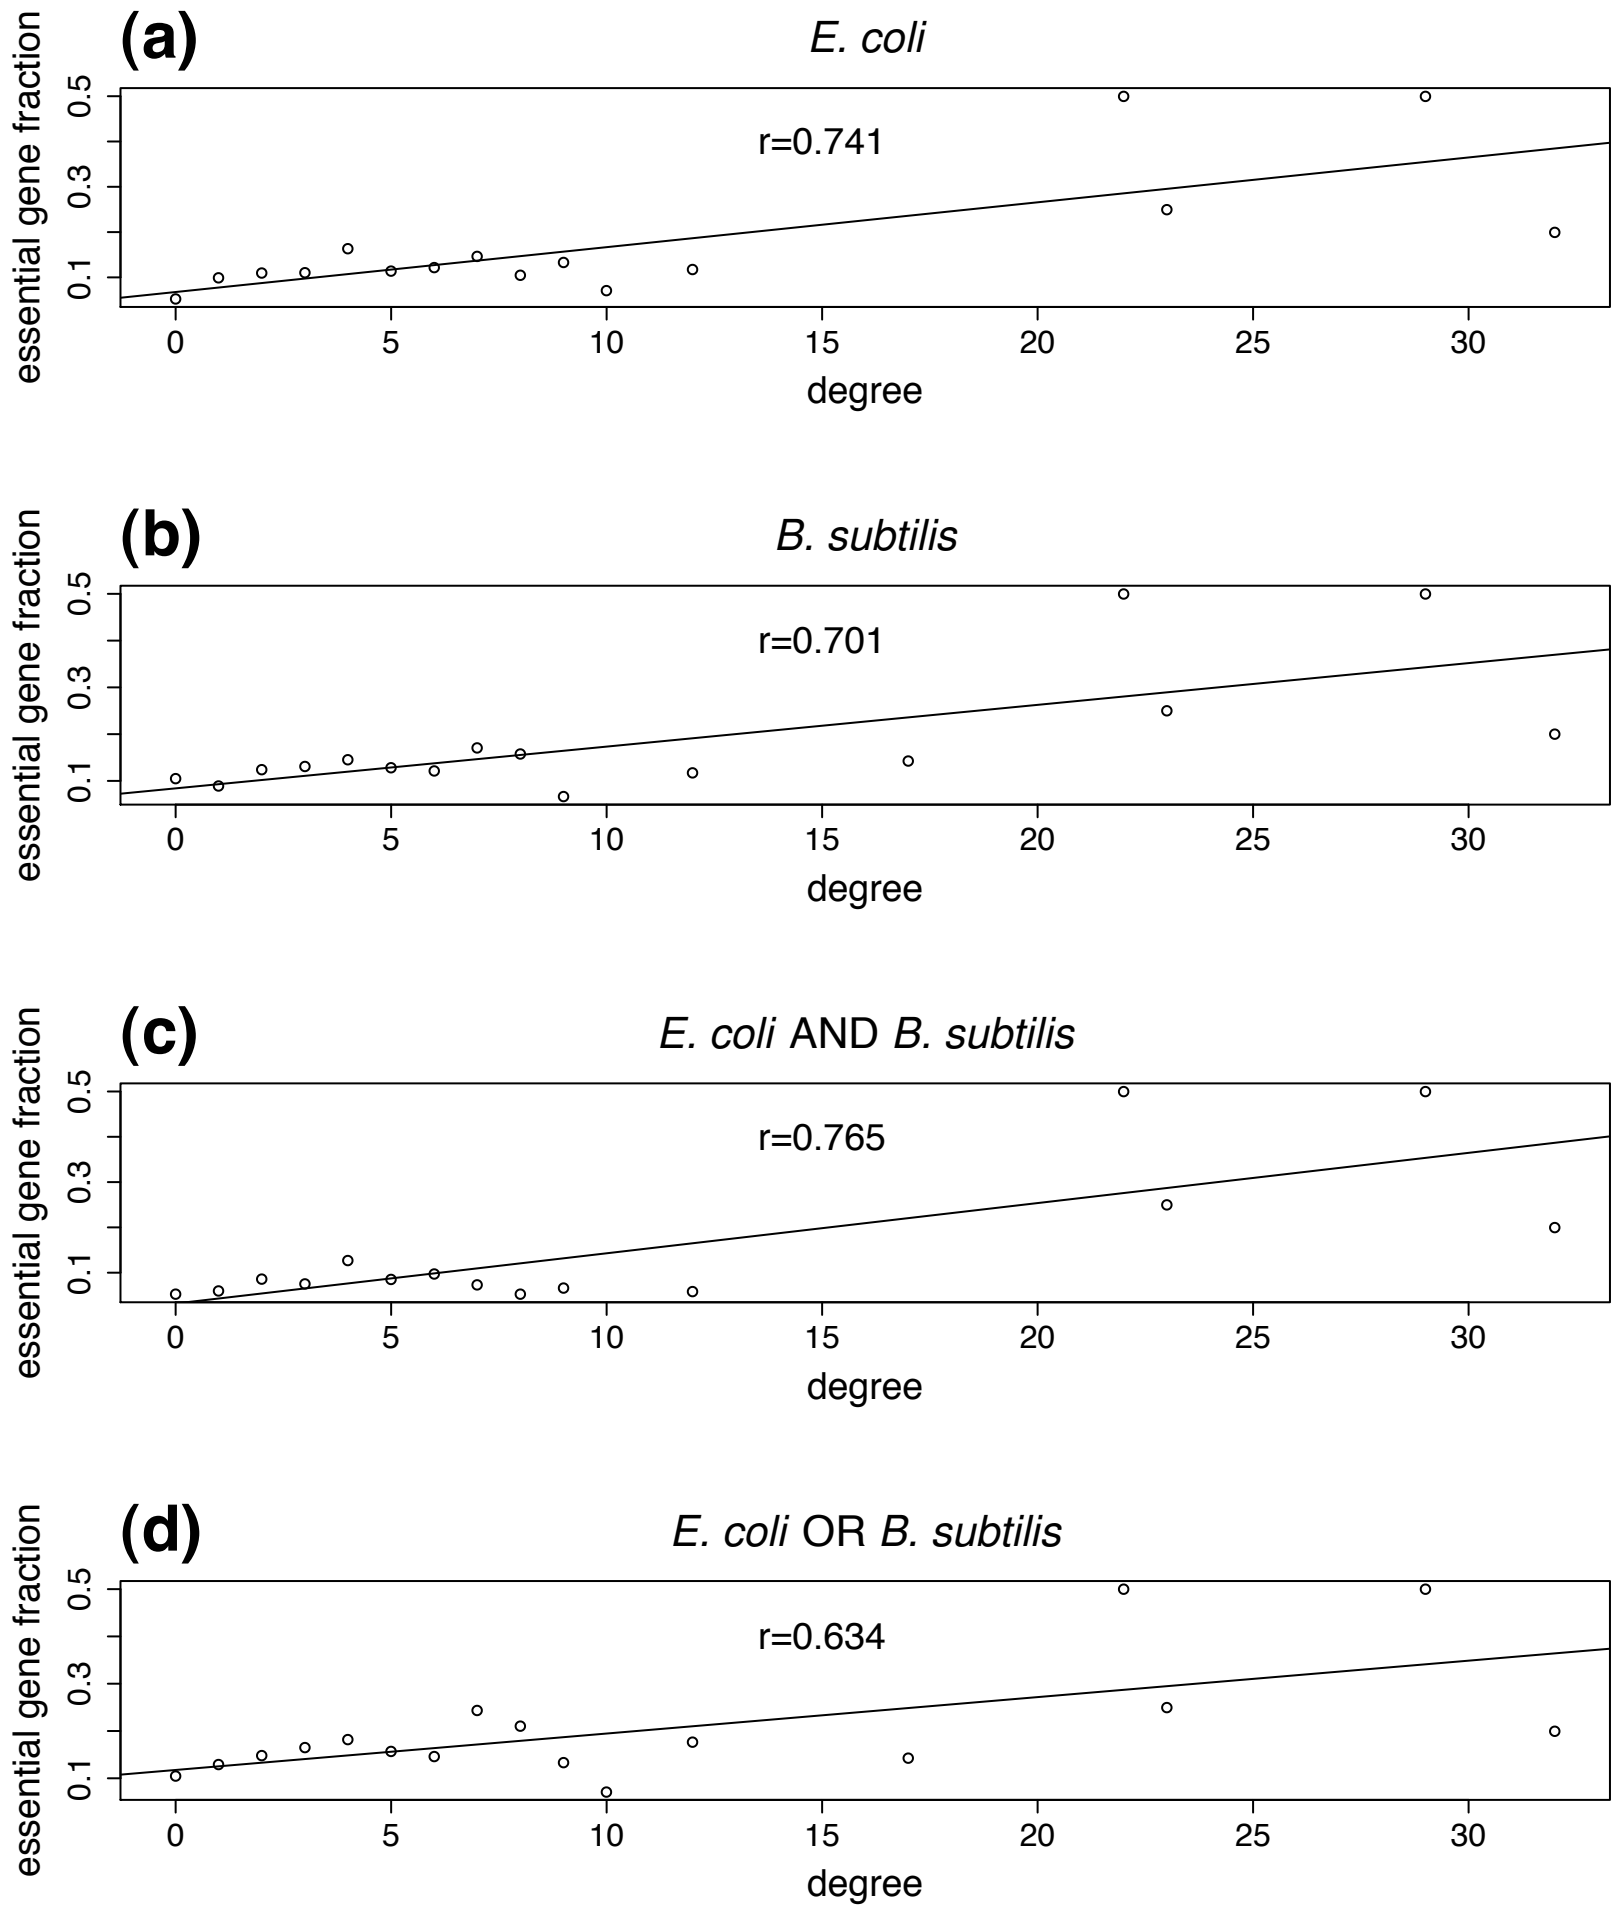 (a)
E. coli
essential gene fraction
0.5
0.3
0.1
r=0.741
0 5 10 15 20 25 30
degree
(b)
B. subtilis
essential gene fraction
0.5
0.3
0.1
r=0.701
0 5 10 15 20 25 30
degree
(c)
E. coli AND B. subtilis
essential gene fraction
0.5
0.3
0.1
r=0.765
0 5 10 15 20 25 30
degree
(d)
E. coli OR B. subtilis
essential gene fraction
0.5
0.3
0.1
r=0.634
0 5 10 15 20 25 30
degree